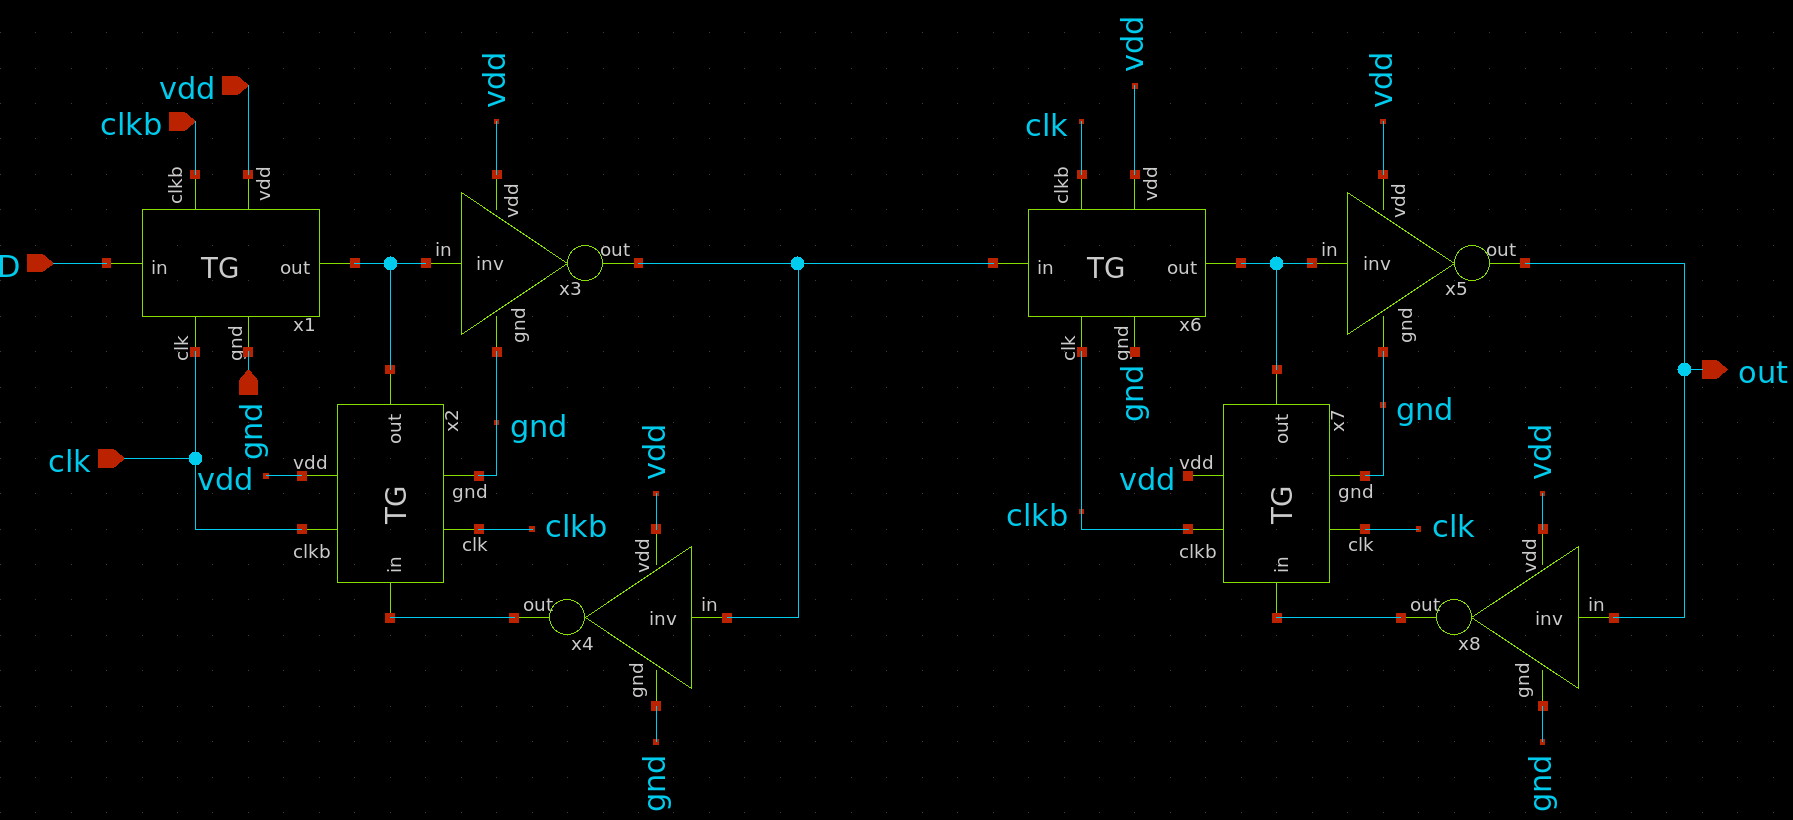 vdd
clkb
vdd
vdd
clk
vdd
clkb
vdd
vdd
clkb
vdd
vdd
D
in
TG
out
in
inv
out
in
TG
out
in
inv
out
x3
x5
x1
x6
clk
gnd
gnd
clk
gnd
gnd
gnd
out
x2
gnd
gnd
out
x7
gnd
out
clk
vdd
vdd
gnd
TG
vdd
vdd
vdd
gnd
TG
vdd
clkb
clk
clkb
clkb
clkb
clk
clk
in
vdd
in
vdd
out
inv
in
out
inv
in
x4
x8
gnd
gnd
gnd
gnd